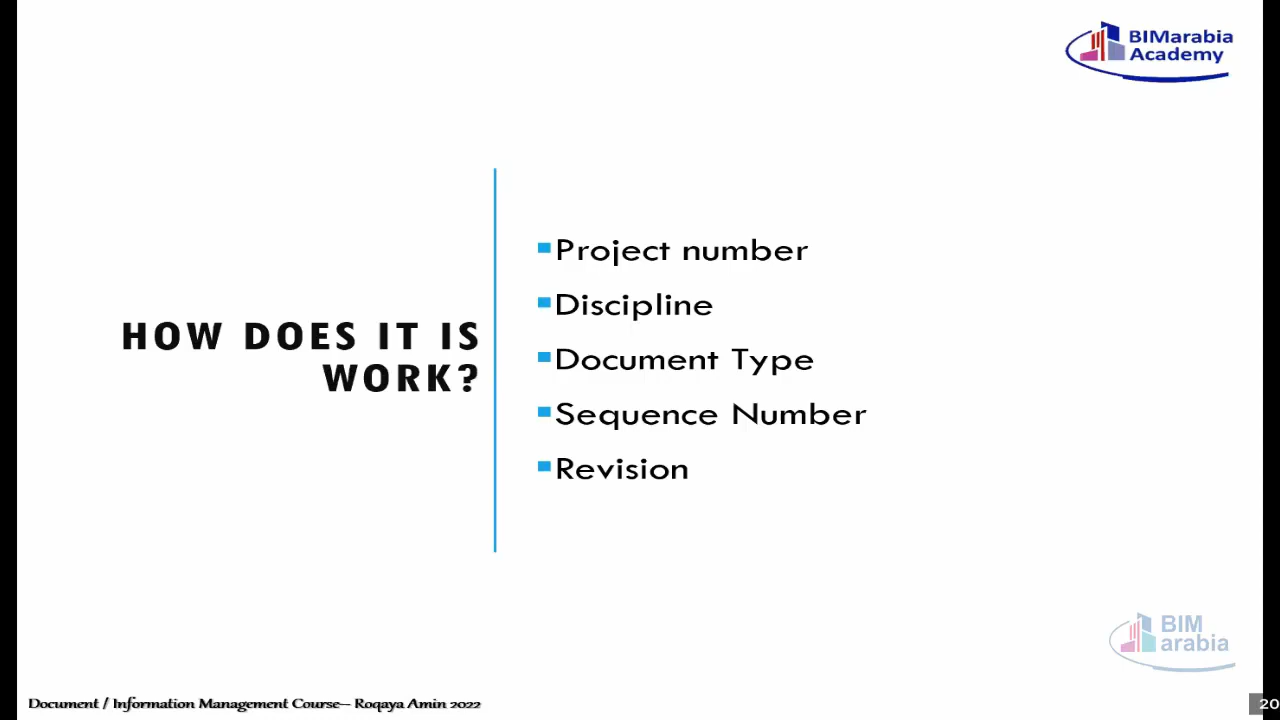 BIMarabia
Academy
HOW DOES IT IS
WORK?
Project number
Discipline
Document Type
Sequence Number
Revision
BIM
arabia
Document / Information Management Course-- Roqaya Amin 2022
20